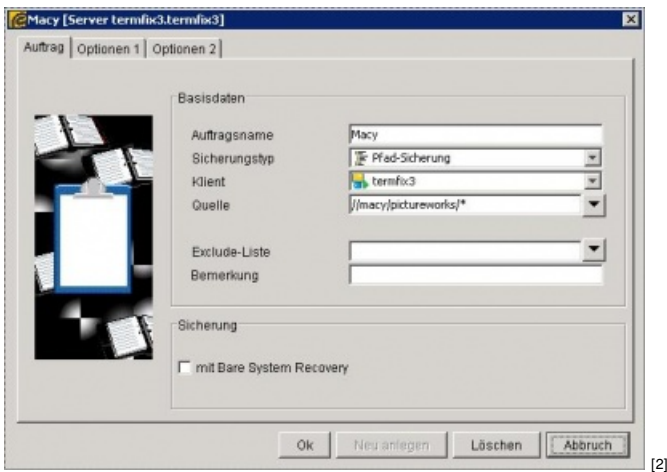 Macy [Server termfix3.termfix3]
Auftrag Optionen 1 Optionen 2
Basisdaten
Auftragsname Macy
Sicherungstyp Pfad-Sicherung
Klient termfix3
Quelle //macy/pictureworks/*
Exclude-Liste
Bemerkung
Sicherung
mit Bare System Recovery
Ok Neu anlegen Löschen Abbruch
[2]